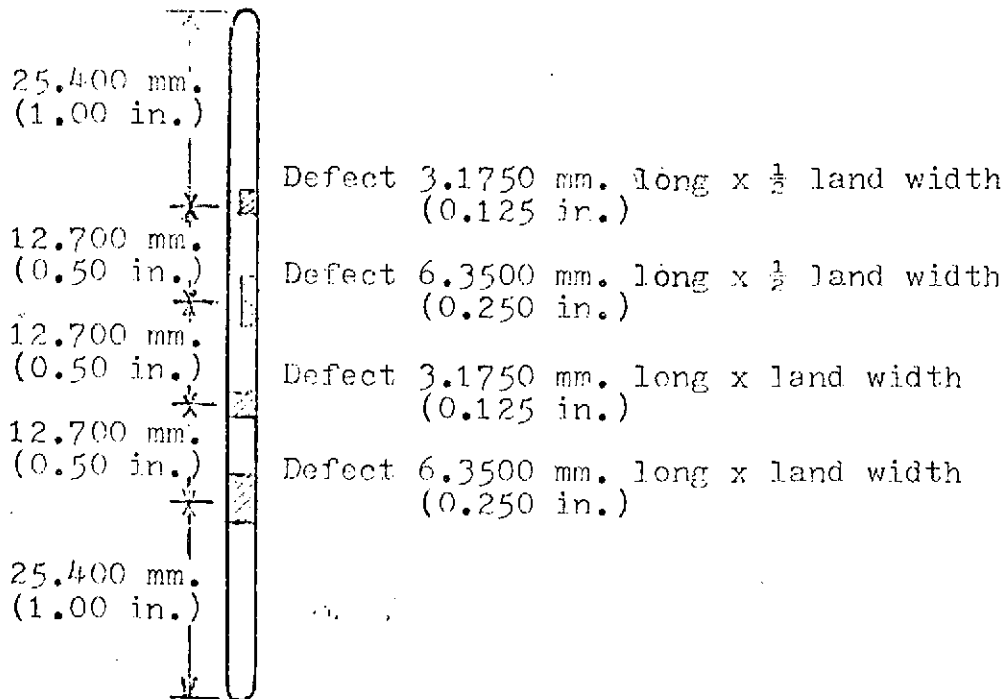 25.400 mm.
(1.00 in.)
Defect 3.1750 mm. long x ½ land width
(0.125 in.)
12.700 mm.
(0.50 in.)
Defect 6.3500 mm. long x ½ land width
(0.250 in.)
12.700 mm.
(0.50 in.)
Defect 3.1750 mm. long x land width
(0.125 in.)
12.700 mm.
(0.50 in.)
Defect 6.3500 mm. long x land width
(0.250 in.)
25.400 mm.
(1.00 in.)